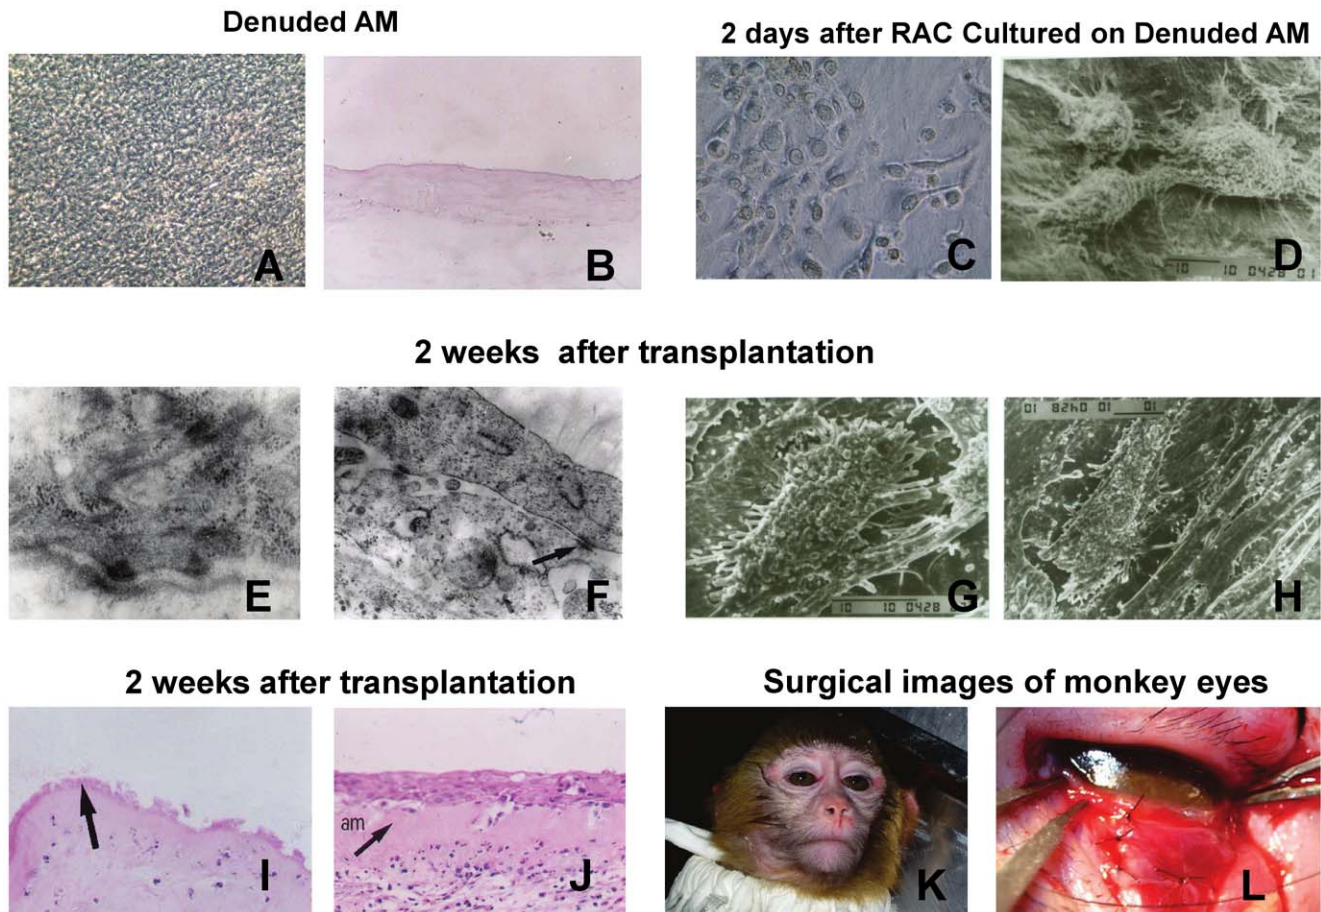 Denuded AM
2 days after RAC Cultured on Denuded AM
A
B
C
D
10 10 0428 01
2 weeks after transplantation
E
F
G
10 10 0428
H
10 10 0428 01
2 weeks after transplantation
Surgical images of monkey eyes
I
am
J
K
L